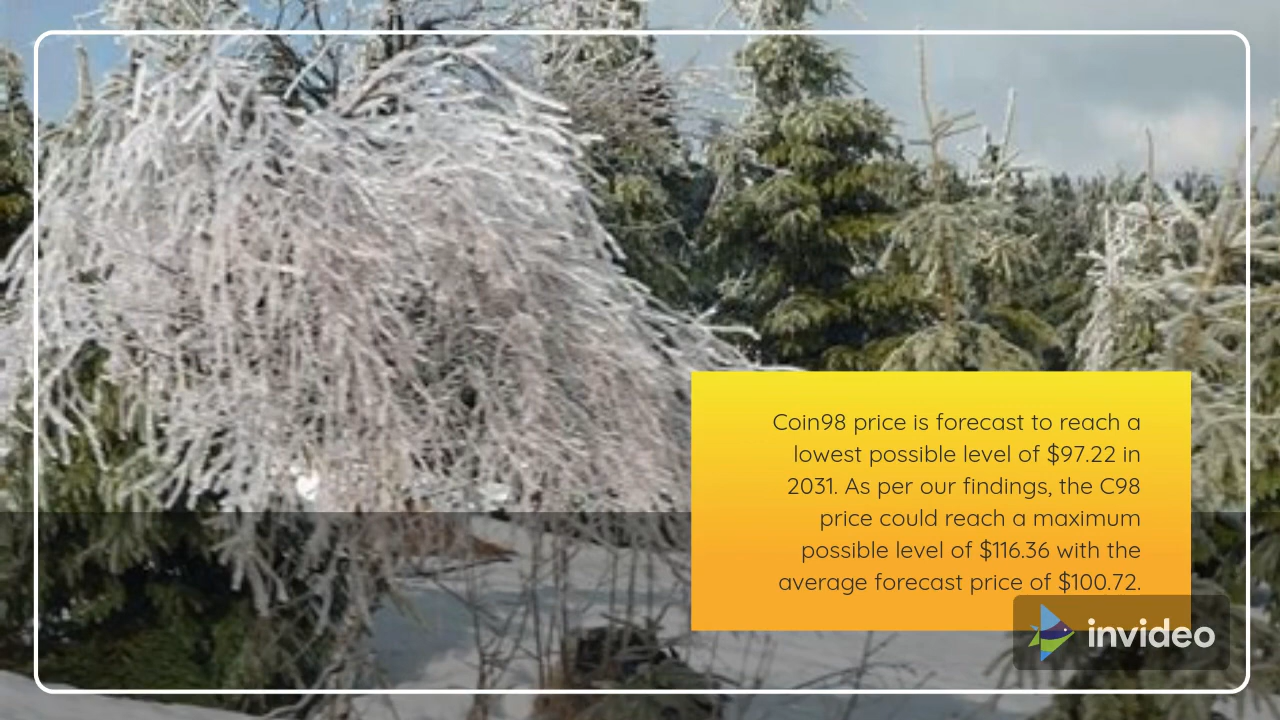 Coin98 price is forecast to reach a
lowest possible level of $97.22 in
2031. As per our findings, the C98
price could reach a maximum
possible level of $116.36 with the
average forecast price of $100.72.
invideo